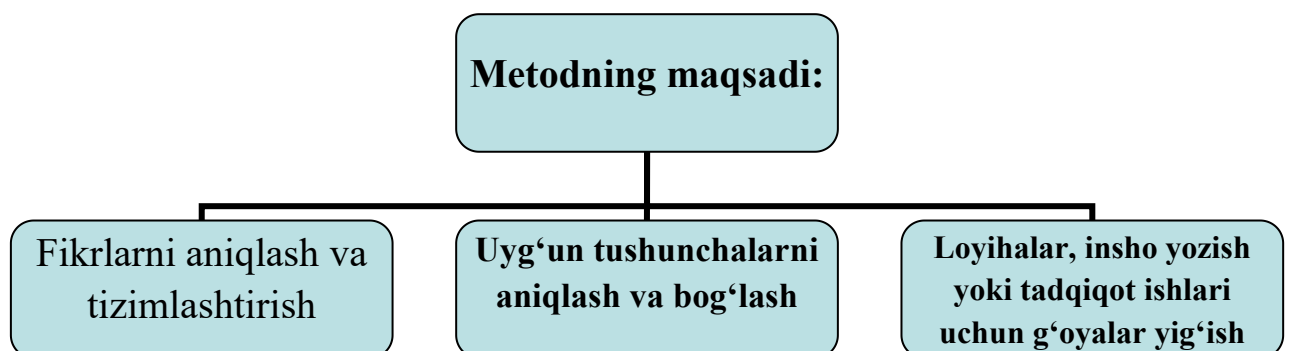 Metodning maqsadi:
Fikrlarni aniqlash va
tizimlashtirish
Uyg‘un tushunchalarni
aniqlash va bog‘lash
Loyihalar, insho yozish
yoki tadqiqot ishlari
uchun g‘oyalar yig‘ish